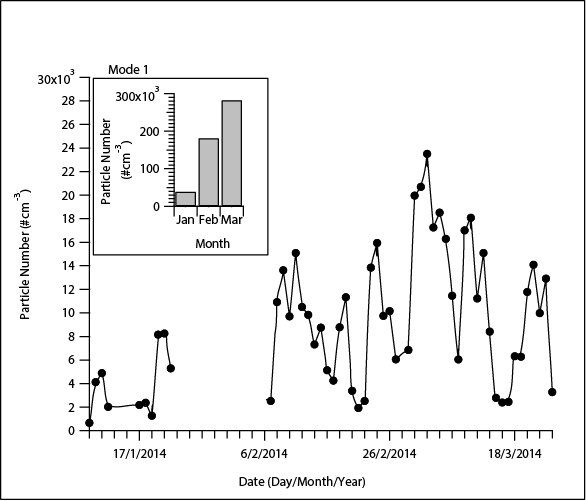 Mode 1
30x10³
28
26
24
22
20
18
16
14
12
10
8
6
4
2
0
Particle Number (#cm⁻³)
300x10³
200
100
0
Particle Number
(#cm⁻³)
Jan Feb Mar
Month
17/1/2014 6/2/2014 26/2/2014 18/3/2014
Date (Day/Month/Year)